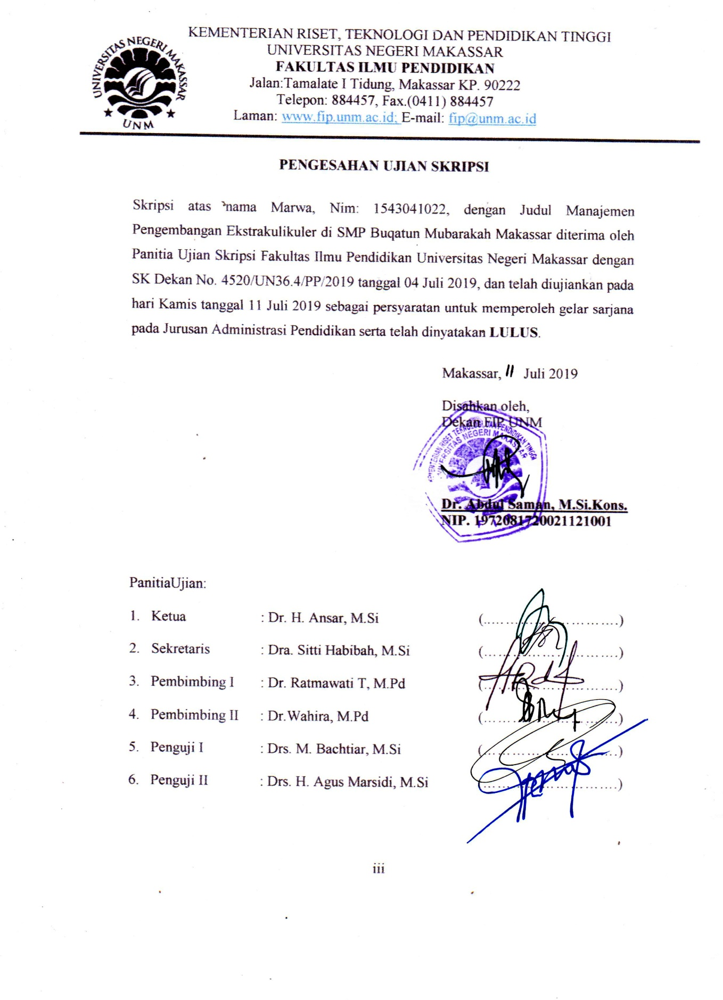 KEMENTERIAN RISET, TEKNOLOGI DAN PENDIDIKAN TINGGI
UNIVERSITAS NEGERI MAKASSAR
FAKULTAS ILMU PENDIDIKAN
Jalan:Tamalate I Tidung, Makassar KP. 90222
Telepon: 884457, Fax.(0411) 884457
Laman: www.fip.unm.ac.id; E-mail: fip@unm.ac.id
UNIVERSITAS NEGERI MAKASSAR
UNM
PENGESAHAN UJIAN SKRIPSI
Skripsi atas nama Marwa, Nim: 1543041022, dengan Judul Manajemen
Pengembangan Ekstrakulikuler di SMP Buqatun Mubarakah Makassar diterima oleh
Panitia Ujian Skripsi Fakultas Ilmu Pendidikan Universitas Negeri Makassar dengan
SK Dekan No. 4520/UN36.4/PP/2019 tanggal 04 Juli 2019, dan telah diujiankan pada
hari Kamis tanggal 11 Juli 2019 sebagai persyaratan untuk memperoleh gelar sarjana
pada Jurusan Administrasi Pendidikan serta telah dinyatakan LULUS.
Makassar, 11 Juli 2019
Disahkan oleh,
Dekan FIP UNM
KEMENTERIAN RISET TEKNOLOGI DAN PENDIDIKAN TINGGI
UNIVERSITAS NEGERI MAKASSAR
Dr. Abdul Saman, M.Si.Kons.
NIP. 197208172002112001
PanitiaUjian:
1. Ketua : Dr. H. Ansar, M.Si (..............................)
2. Sekretaris : Dra. Sitti Habibah, M.Si (..............................)
3. Pembimbing I : Dr. Ratmawati T, M.Pd (..............................)
4. Pembimbing II : Dr.Wahira, M.Pd (..............................)
5. Penguji I : Drs. M. Bachtiar, M.Si (..............................)
6. Penguji II : Drs. H. Agus Marsidi, M.Si (..............................)
iii